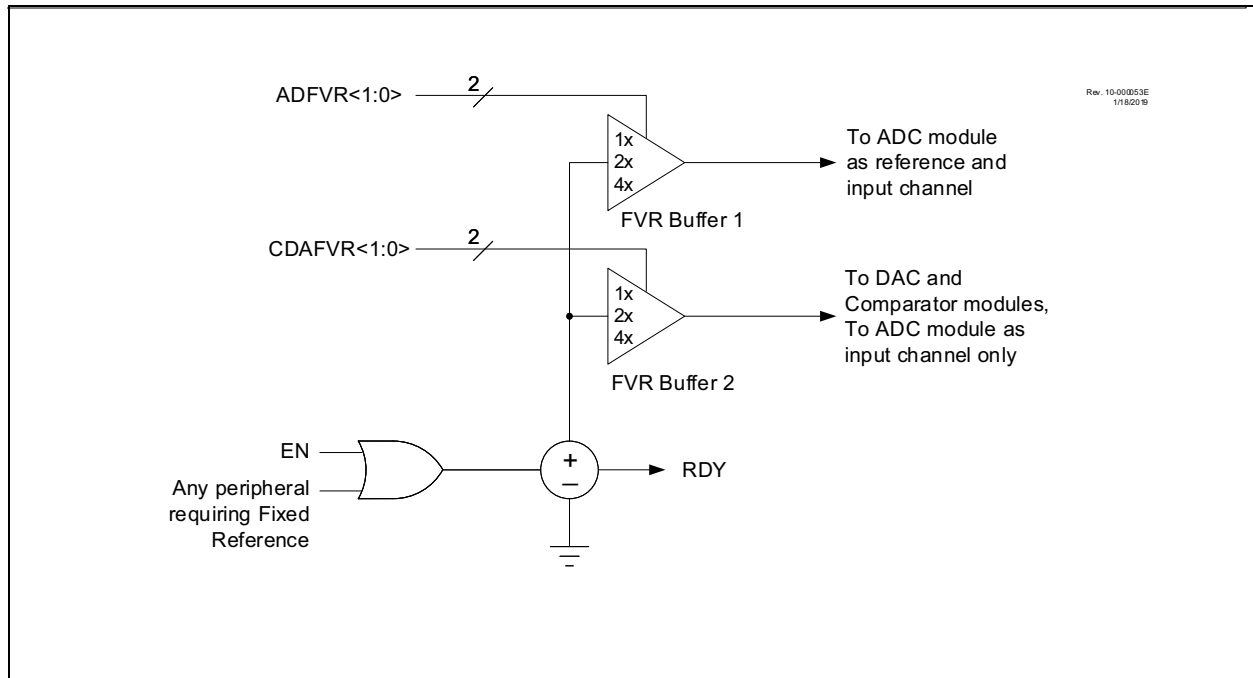 ADFVR<1:0>
2
Rev. 10-000053E
1/18/2019
1x
2x
4x
To ADC module
as reference and
input channel
FVR Buffer 1
CDAFVR<1:0>
2
1x
2x
4x
To DAC and
Comparator modules,
To ADC module as
input channel only
FVR Buffer 2
EN
+
–
RDY
Any peripheral
requiring Fixed
Reference